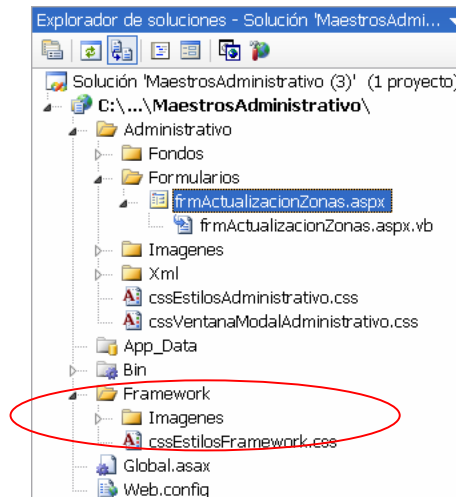 Explorador de soluciones - Solución 'MaestrosAdmi...
Solución 'MaestrosAdministrativo (3)' (1 proyecto)
C:\...\MaestrosAdministrativo\
Administrativo
Fondos
Formularios
frmActualizacionZonas.aspx
frmActualizacionZonas.aspx.vb
Imagenes
Xml
cssEstilosAdministrativo.css
cssVentanaModalAdministrativo.css
App_Data
Bin
Framework
Imagenes
cssEstilosFramework.css
Global.asax
Web.config